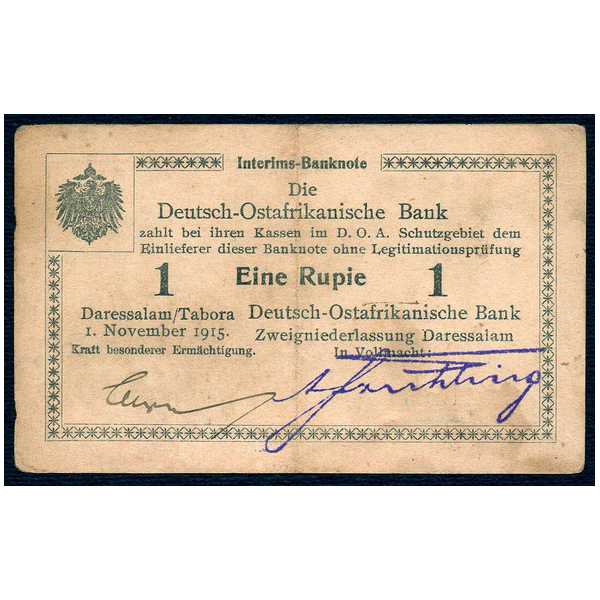 Interims-Banknote
Die
Deutsch-Ostafrikanische Bank
zahlt bei ihren Kassen im D. O. A. Schutzgebiet dem
Einlieferer dieser Banknote ohne Legitimationsprüfung
1 Eine Rupie 1
Daressalam/Tabora Deutsch-Ostafrikanische Bank
1. November 1915. Zweigniederlassung Daressalam
Kraft besonderer Ermächtigung. In Vollmacht: